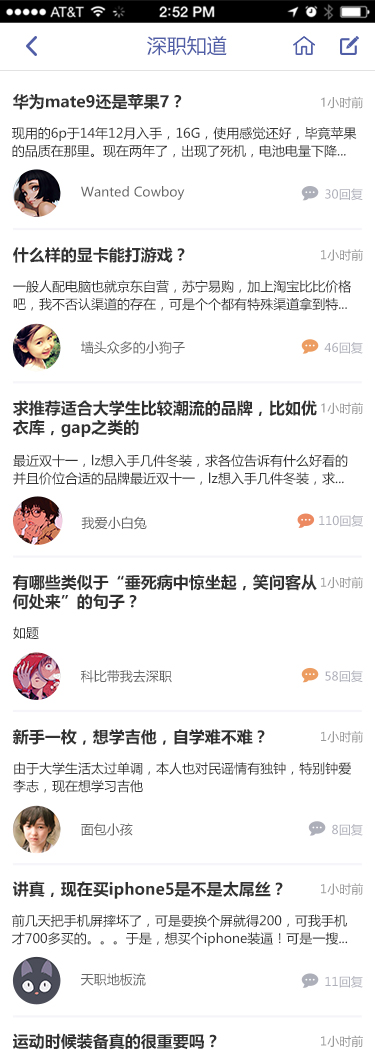 AT&T 2:52 PM
深职知道
华为mate9还是苹果7？ 1小时前
现用的6p于14年12月入手，16G，使用感觉还好，毕竟苹果
的品质在那里。现在两年了，出现了死机，电池电量下降...
Wanted Cowboy 30回复
什么样的显卡能打游戏？ 1小时前
一般人配电脑也就京东自营，苏宁易购，加上淘宝比比价格
吧，我不否认渠道的存在，可是个个都有特殊渠道拿到特...
墙头众多的小狗子 46回复
求推荐适合大学生比较潮流的品牌，比如优 1小时前
衣库，gap之类的
最近双十一，lz想入手几件冬装，求各位告诉有什么好看的
并且价位合适的品牌最近双十一，lz想入手几件冬装，求...
我爱小白兔 110回复
有哪些类似于“垂死病中惊坐起，笑问客从 1小时前
何处来”的句子？
如题
科比带我去深职 58回复
新手一枚，想学吉他，自学难不难？ 1小时前
由于大学生活太过单调，本人也对民谣情有独钟，特别钟爱
李志，现在想学习吉他
面包小孩 8回复
讲真，现在买iphone5是不是太屌丝？ 1小时前
前几天把手机屏摔坏了，可是要换个屏就得200，可我手机
才700多买的。。。于是，想买个iphone装逼！可是一搜...
天职地板流 11回复
运动时候装备真的很重要吗？ 1小时前